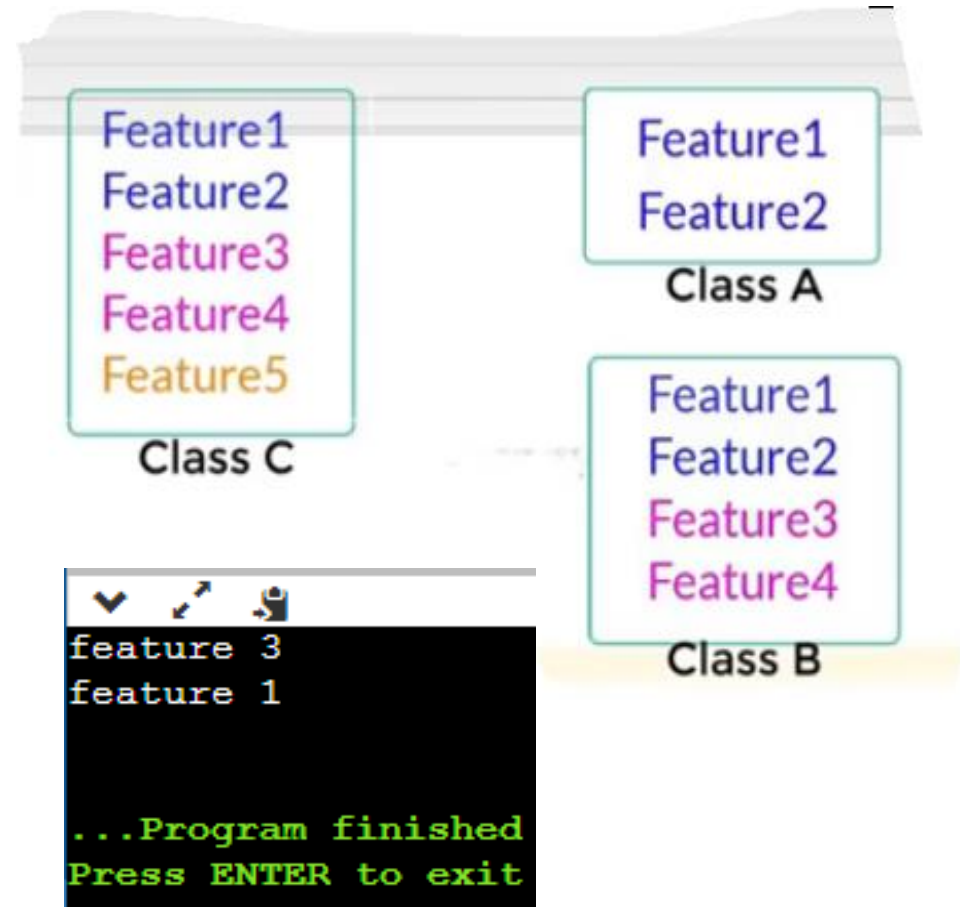 Feature1
Feature2
Feature3
Feature4
Feature5
Class C
Feature1
Feature2
Class A
Feature1
Feature2
Feature3
Feature4
Class B
feature 3
feature 1
...Program finished
Press ENTER to exit